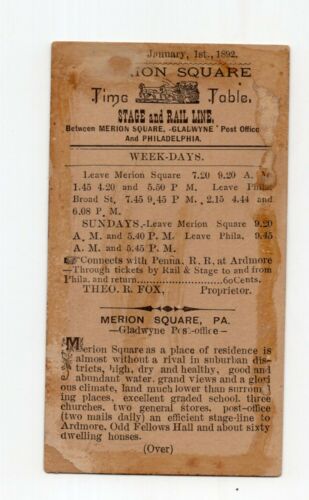 January, 1st., 1892.
MERION SQUARE
Time Table.
STAGE and RAIL LINE.
Between MERION SQUARE, -GLALWYNE Post Office
And PHILADELPHIA.
WEEK-DAYS.
Leave Merion Square 7.20 9.20 A. M
1.45 4.20 and 5.50 P M. Leave Phila.
Broad St, 7.45 9,45 P M, .2.15 4.44 and
6.08 P. M.
SUNDAYS,-Leave Merion Square 9.20
A. M. and 5.40 P. M. Leave Phila. 9.45
A. M. and 5.45 P. M.
Connects with Penna. R. R. at Ardmore
—Through tickets by Rail & Stage to and from
Phila. and return.............60cents.
THEO. R. FOX, Proprietor.
MERION SQUARE, PA.
—Gladwyne Post-office—
Merion Square as a place of residence is
almost without a rival in suburban dis-
tricts, high, dry and healthy, good and
abundant water, grand views and a glori
ous climate, land much lower than surroun
ing places, excellent graded school. three
churches. two general stores. post-office
(two mails daily) an efficient stage-line to
Ardmore. Odd Fellows Hall and about sixty
dwelling honses.
(Over)